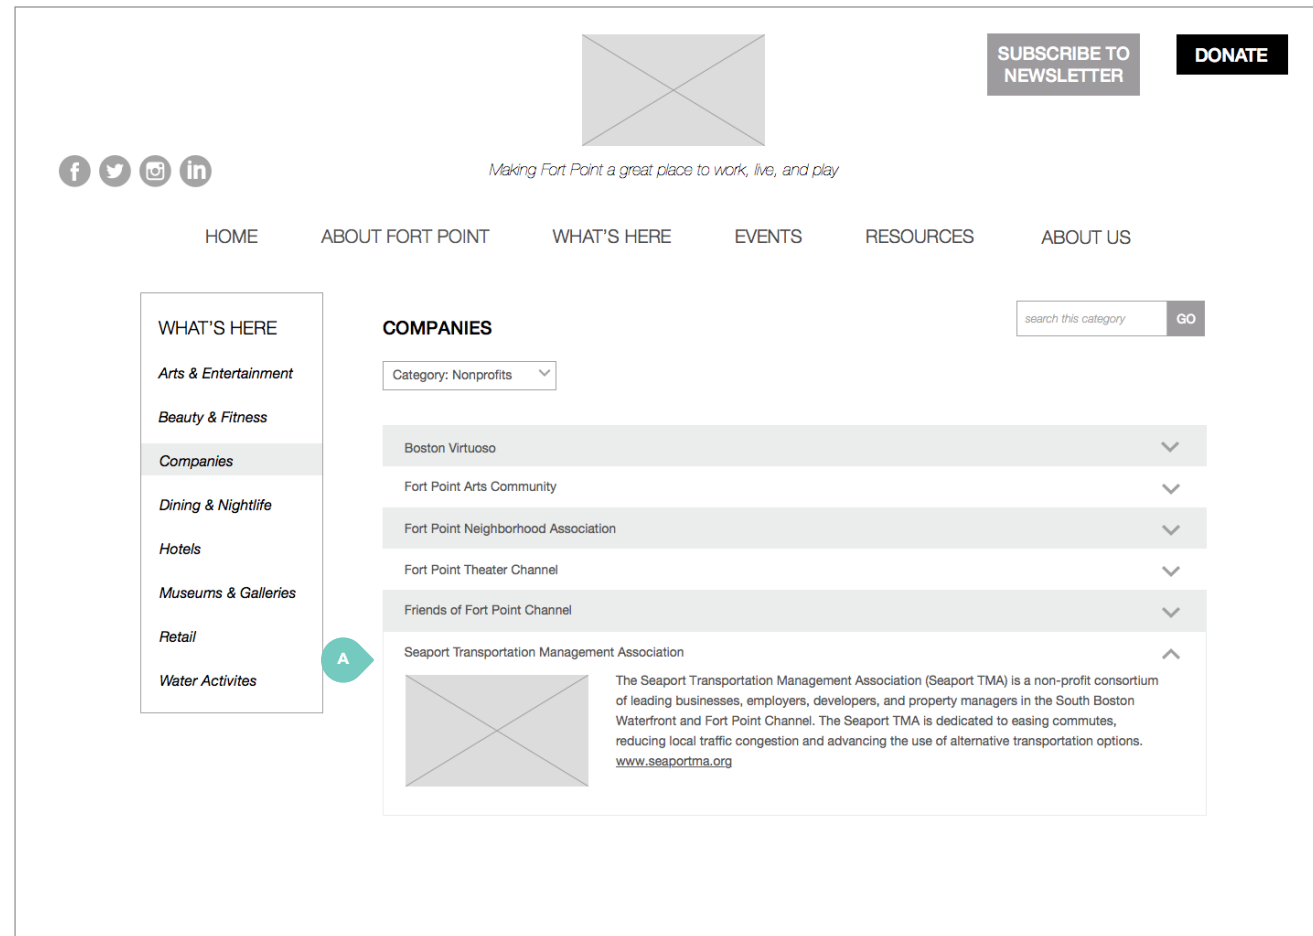 SUBSCRIBE TO
NEWSLETTER
DONATE
Making Fort Point a great place to work, live, and play
HOME
ABOUT FORT POINT
WHAT'S HERE
EVENTS
RESOURCES
ABOUT US
WHAT'S HERE
Arts & Entertainment
Beauty & Fitness
Companies
Dining & Nightlife
Hotels
Museums & Galleries
Retail
Water Activites
COMPANIES
search this category
GO
Category: Nonprofits
Boston Virtuoso
Fort Point Arts Community
Fort Point Neighborhood Association
Fort Point Theater Channel
Friends of Fort Point Channel
A
Seaport Transportation Management Association
The Seaport Transportation Management Association (Seaport TMA) is a non-profit consortium
of leading businesses, employers, developers, and property managers in the South Boston
Waterfront and Fort Point Channel. The Seaport TMA is dedicated to easing commutes,
reducing local traffic congestion and advancing the use of alternative transportation options.
www.seaportma.org